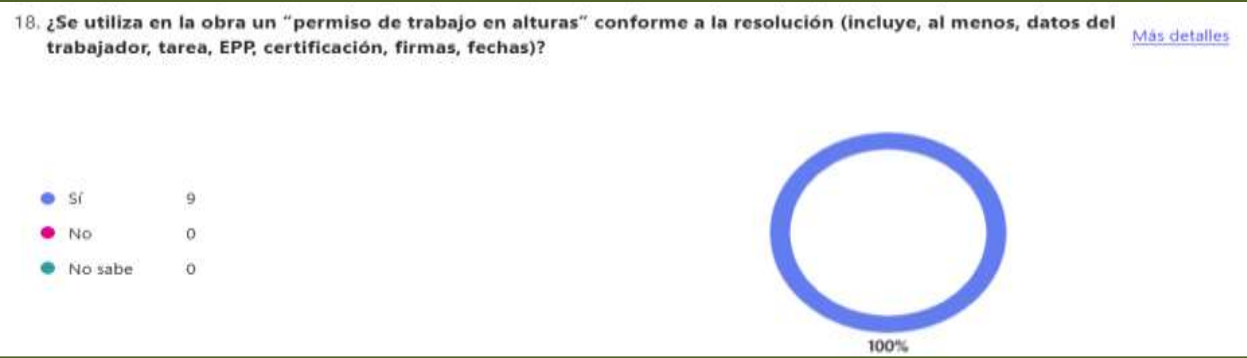 18. ¿Se utiliza en la obra un “permiso de trabajo en alturas” conforme a la resolución (incluye, al menos, datos del
trabajador, tarea, EPP, certificación, firmas, fechas)?
Más detalles
Sí 9
No 0
No sabe 0
100%